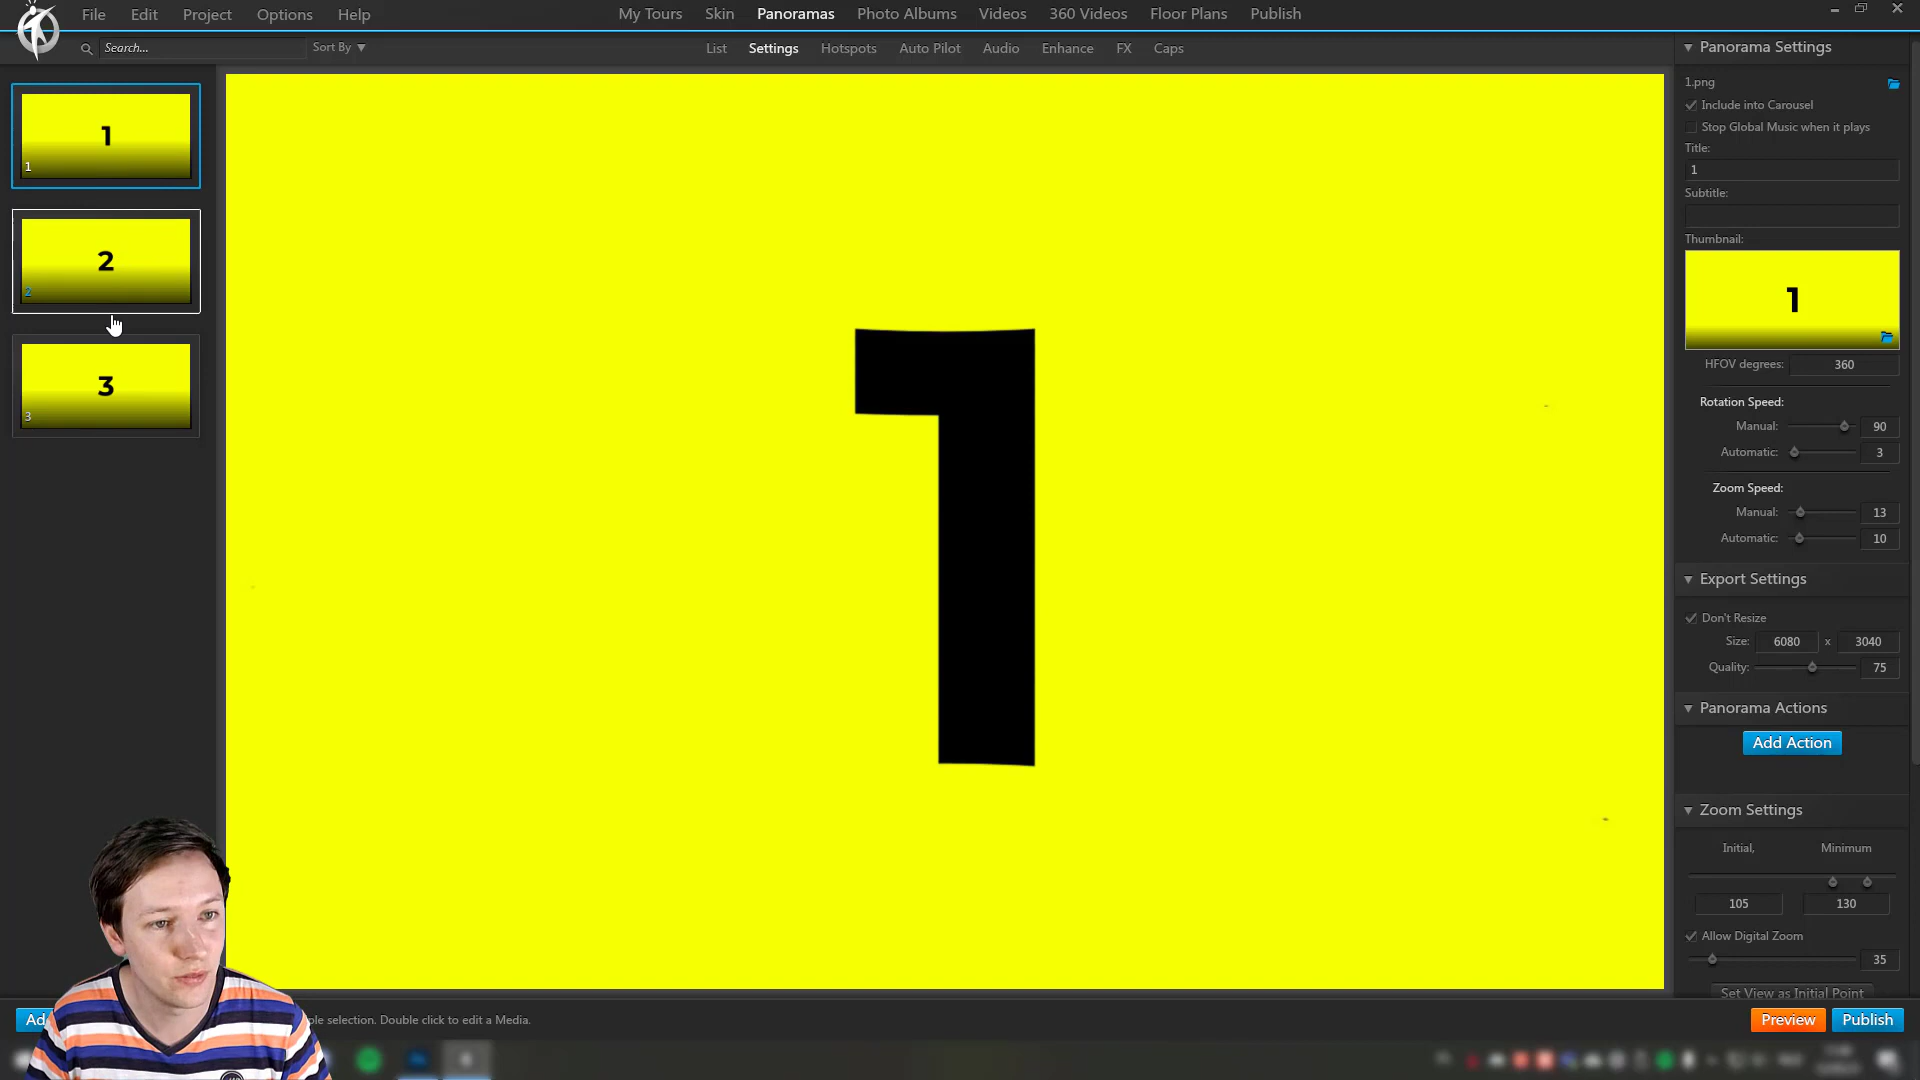 File Edit Project Options Help
My Tours Skin Panoramas Photo Albums Videos 360 Videos Floor Plans Publish
Search... Sort By
List Settings Hotspots Auto Pilot Audio Enhance FX Caps
1
1
2
2
3
3
1
Panorama Settings
1.png
Include into Carousel
Stop Global Music when it plays
Title:
1
Subtitle:
Thumbnail:
1
HFOV degrees: 360
Rotation Speed:
Manual: 90
Automatic: 3
Zoom Speed:
Manual: 13
Automatic: 10
Export Settings
Don't Resize
Size: 6080 x 3040
Quality: 75
Panorama Actions
Add Action
Zoom Settings
Initial, Minimum
105 130
Allow Digital Zoom
35
Set View as Initial Point
selection. Double click to edit a Media.
Preview Publish